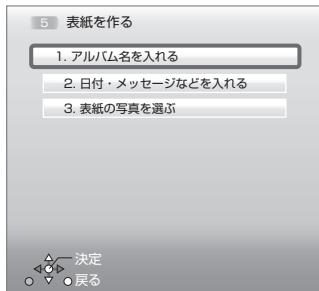 5 表紙を作る
1. アルバム名を入れる
2. 日付・メッセージなどを入れる
3. 表紙の写真を選ぶ
決定
戻る